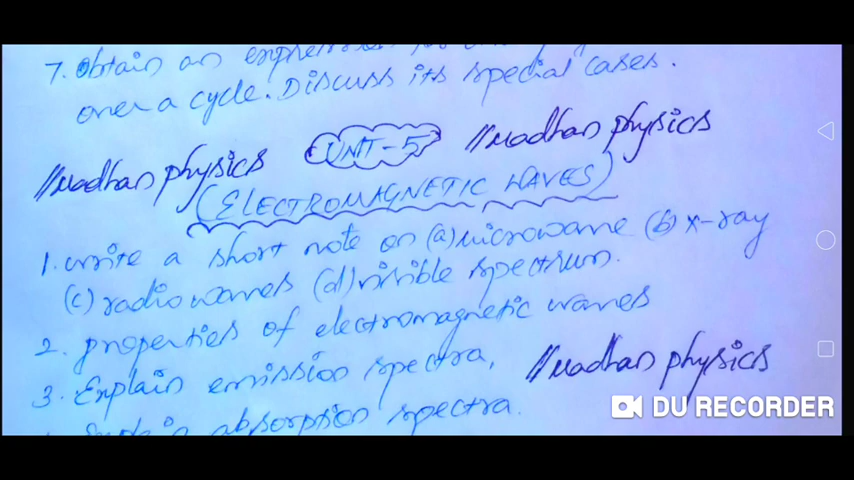 7. Obtain an
over a cycle. Discuss its special cases.
Madhan physics UNIT-5 Madhan physics
(ELECTROMAGNETIC WAVES)
1. write a short note on (a) microwave (b) x-ray
(c) radiowaves (d) visible spectrum.
2. properties of electromagnetic waves
3. Explain emission spectra. Madhan physics
absorption spectra.
DU RECORDER